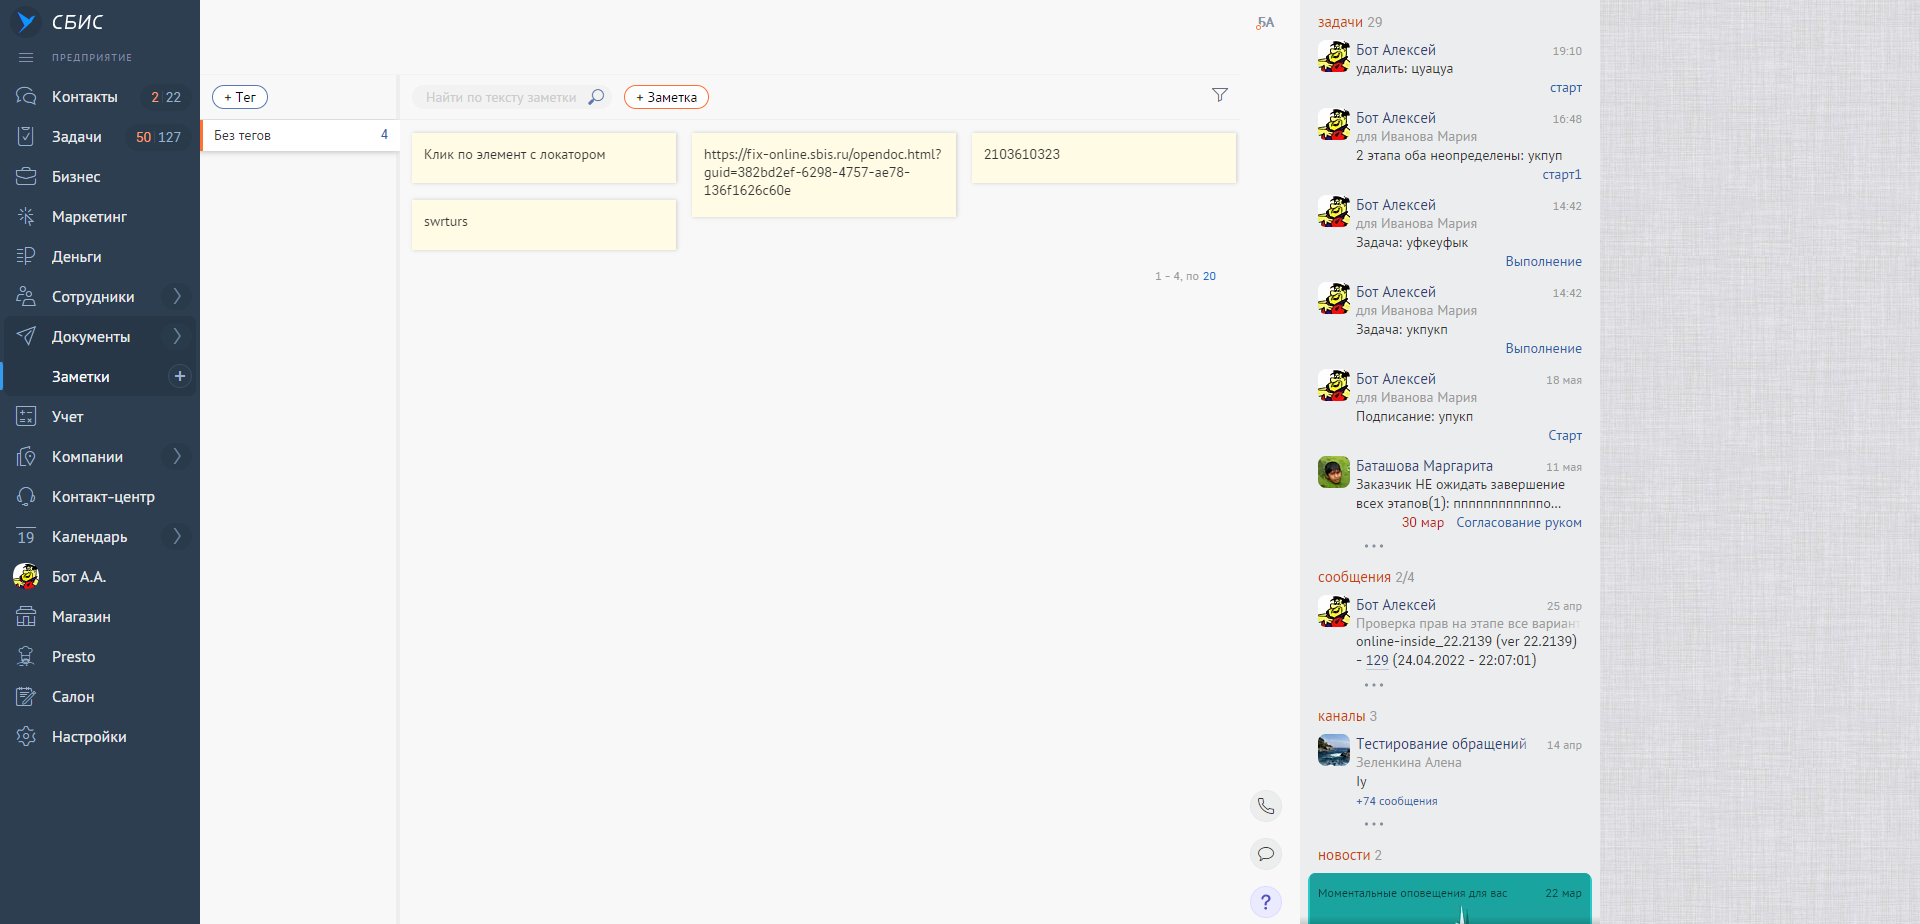 СБИС
ПРЕДПРИЯТИЕ
Контакты 2 22
Задачи 50 127
Бизнес
Маркетинг
Деньги
Сотрудники
Документы
Заметки
Учет
Компании
Контакт-центр
19 Календарь
Бот А.А.
Магазин
Presto
Салон
Настройки
+ Тег
Без тегов 4
Найти по тексту заметки
+ Заметка
Клик по элемент с локатором
https://fix-online.sbis.ru/opendoc.html?
guid=382bd2ef-6298-4757-ae78-
136f1626c60e
2103610323
swrturs
1 - 4, по 20
БА
?
задачи 29
Бот Алексей 19:10
удалить: цуацуа
старт
Бот Алексей 16:48
для Иванова Мария
2 этапа оба неопределены: укпуп
старт1
Бот Алексей 14:42
для Иванова Мария
Задача: уфкеуфык
Выполнение
Бот Алексей 14:42
для Иванова Мария
Задача: укпукп
Выполнение
Бот Алексей 18 мая
для Иванова Мария
Подписание: упукп
Старт
Баташова Маргарита 11 мая
Заказчик НЕ ожидать завершение
всех этапов(1): пппппппппппо...
30 мар Согласование руком
сообщения 2/4
Бот Алексей 25 апр
Проверка прав на этапе все вариант
online-inside_22.2139 (ver 22.2139)
- 129 (24.04.2022 - 22:07:01)
каналы 3
Тестирование обращений 14 апр
Зеленкина Алена
Iy
+74 сообщения
новости 2
Моментальные оповещения для вас 22 мар